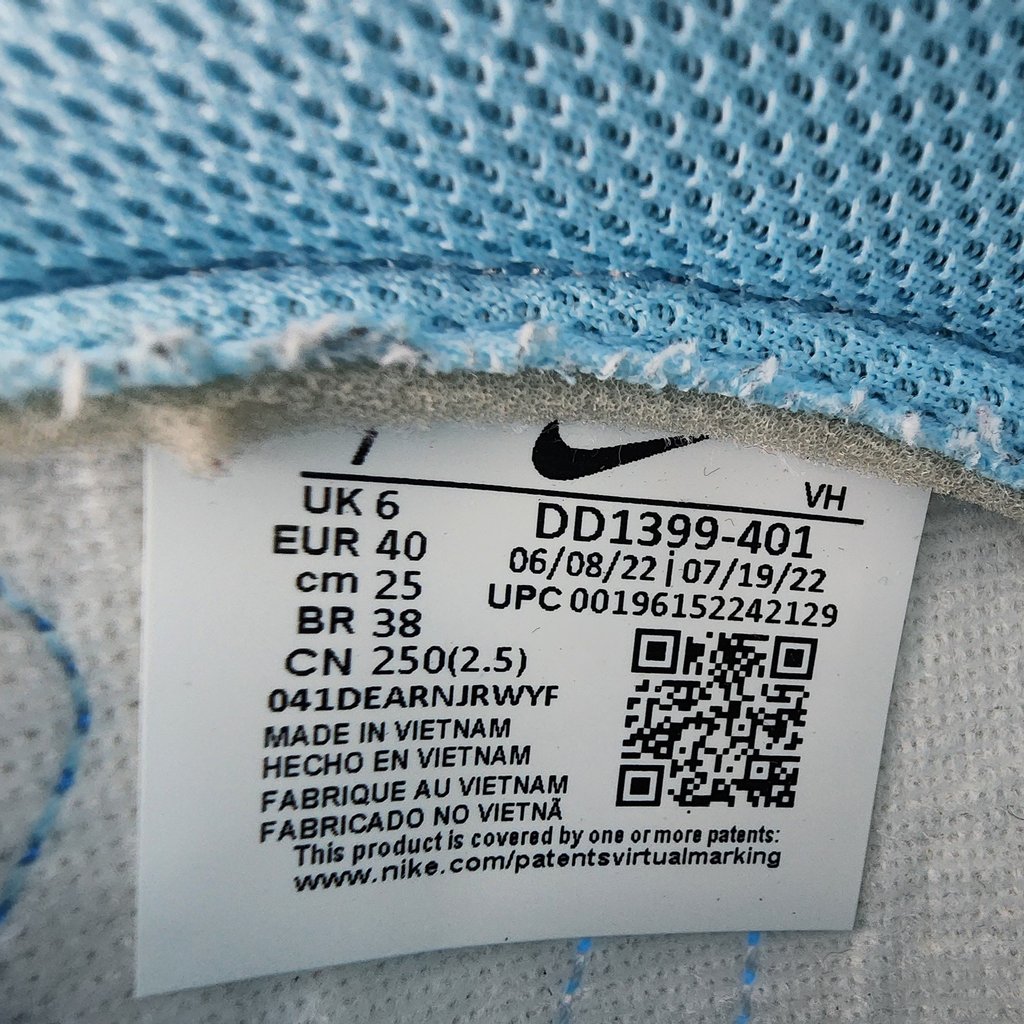 VH
UK 6
EUR 40
cm 25
BR 38
CN 250(2.5)
DD1399-401
06/08/22 | 07/19/22
UPC 00196152242129
041DEARNJRWYF
MADE IN VIETNAM
HECHO EN VIETNAM
FABRIQUE AU VIETNAM
FABRICADO NO VIETNÃ
This product is covered by one or more patents:
www.nike.com/patentsvirtualmarking